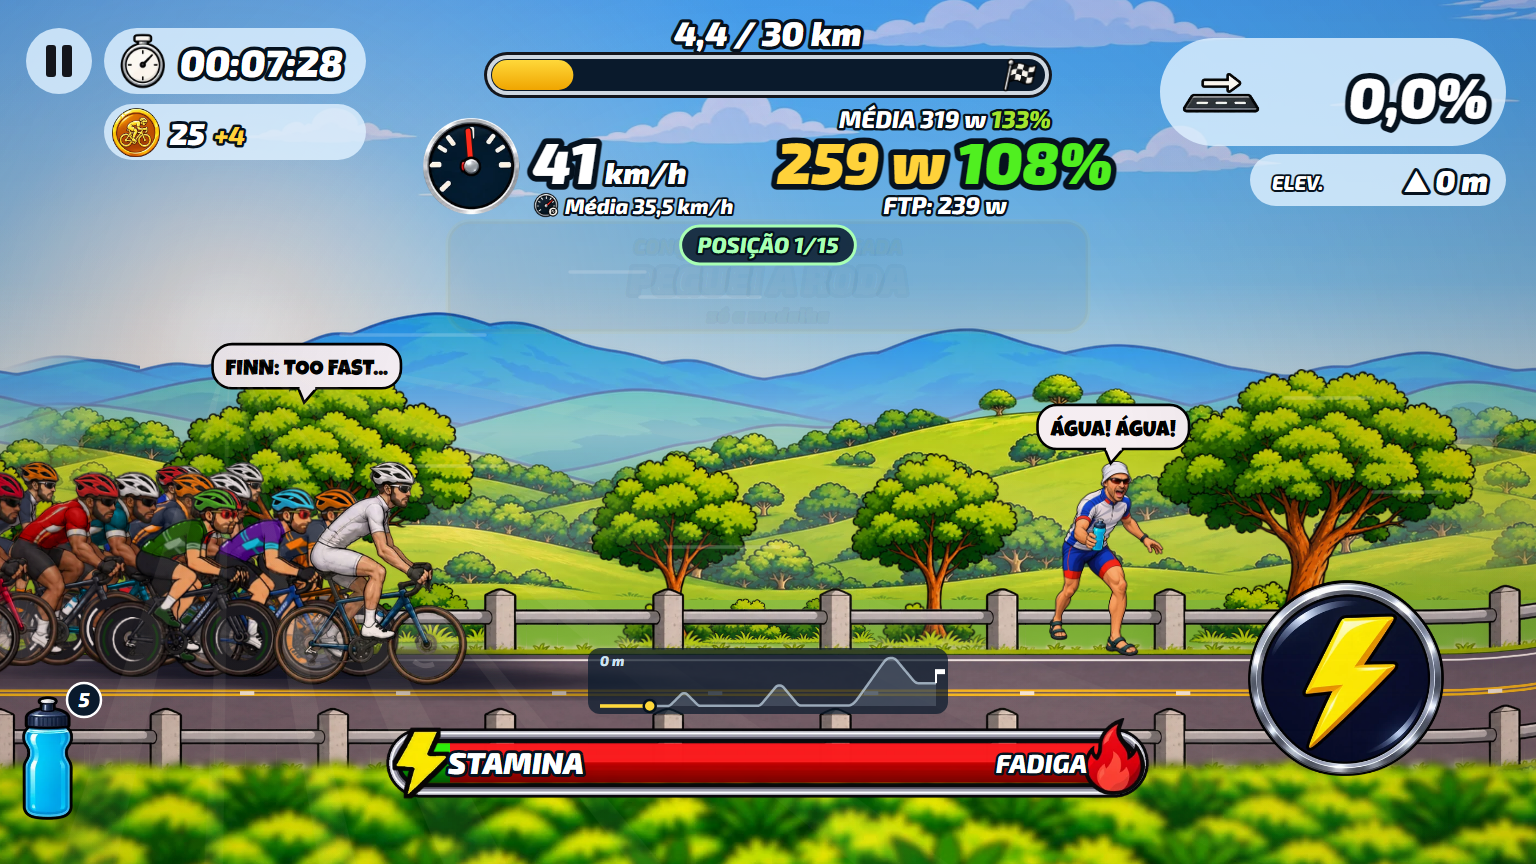 4,4 / 30 km
00:07:28
0,0%
25 +4
MÉDIA 319 w 133%
41 km/h
259 w 108%
ELEV. 0 m
Média 35,5 km/h
FTP: 239 w
POSIÇÃO 1/15
PEGUEI A RODA
FINN: TOO FAST...
ÁGUA! ÁGUA!
0 m
5
STAMINA
FADIGA